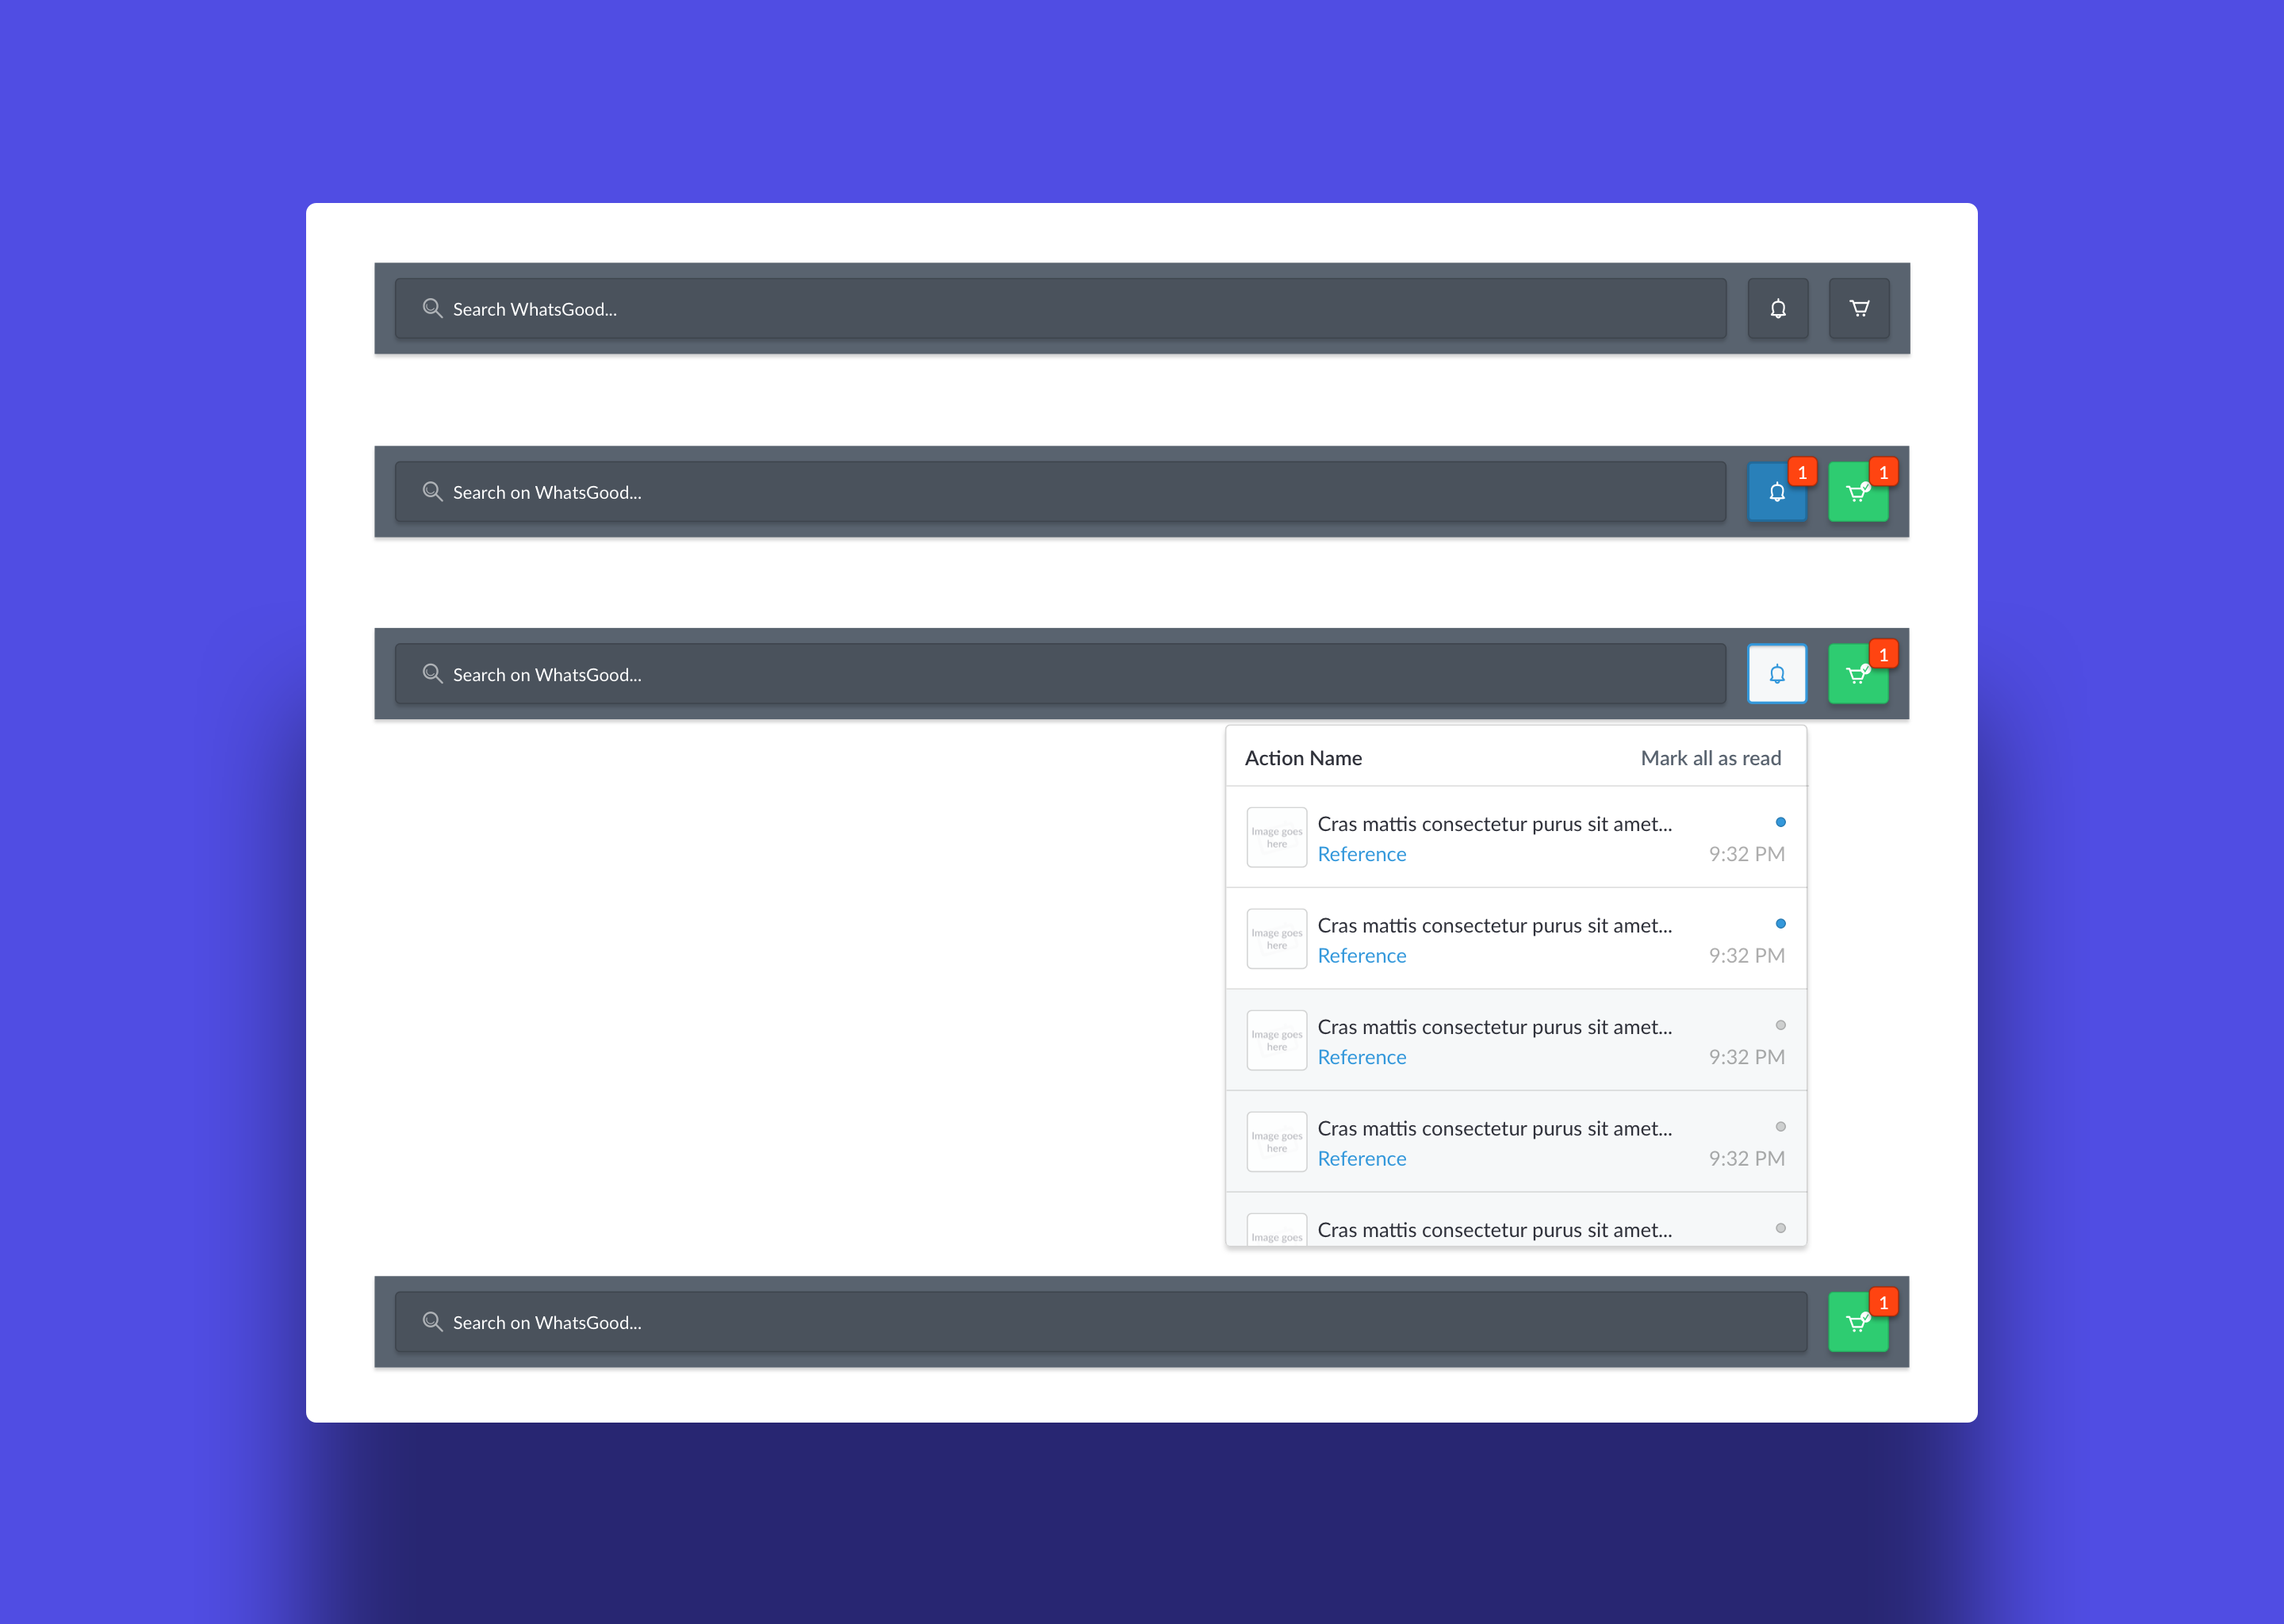 Search WhatsGood...
Search on WhatsGood...
1
1
Search on WhatsGood...
1
Action Name
Mark all as read
Image goes
here
Cras mattis consectetur purus sit amet...
Reference
9:32 PM
Image goes
here
Cras mattis consectetur purus sit amet...
Reference
9:32 PM
Image goes
here
Cras mattis consectetur purus sit amet...
Reference
9:32 PM
Image goes
here
Cras mattis consectetur purus sit amet...
Reference
9:32 PM
Image goes
Cras mattis consectetur purus sit amet...
Search on WhatsGood...
1